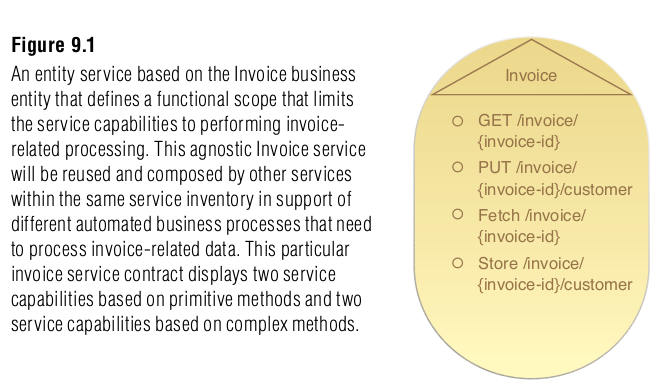 Figure 9.1
An entity service based on the Invoice business
entity that defines a functional scope that limits
the service capabilities to performing invoice-
related processing. This agnostic Invoice service
will be reused and composed by other services
within the same service inventory in support of
different automated business processes that need
to process invoice-related data. This particular
invoice service contract displays two service
capabilities based on primitive methods and two
service capabilities based on complex methods.
Invoice
GET /invoice/
{invoice-id}
PUT /invoice/
{invoice-id}/customer
Fetch /invoice/
{invoice-id}
Store /invoice/
{invoice-id}/customer